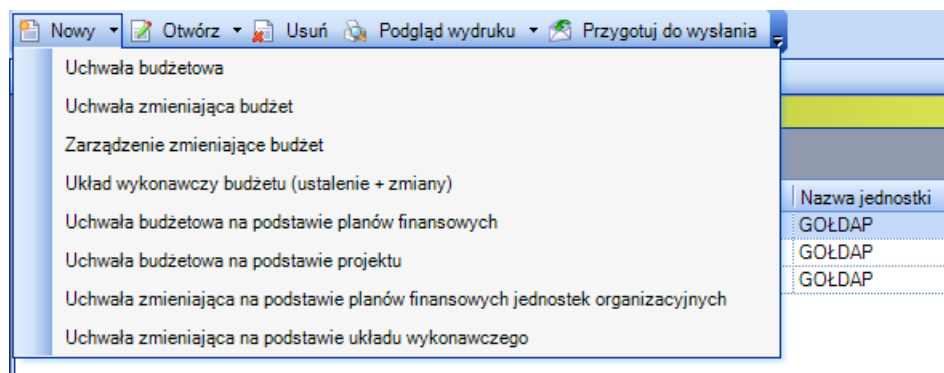 Nowy Otwórz Usuń Podgląd wydruku Przygotuj do wysłania
Uchwała budżetowa
Uchwała zmieniająca budżet
Zarządzenie zmieniające budżet
Układ wykonawczy budżetu (ustalenie + zmiany)
Uchwała budżetowa na podstawie planów finansowych
Uchwała budżetowa na podstawie projektu
Uchwała zmieniająca na podstawie planów finansowych jednostek organizacyjnych
Uchwała zmieniająca na podstawie układu wykonawczego
Nazwa jednostki
GOŁDAP
GOŁDAP
GOŁDAP